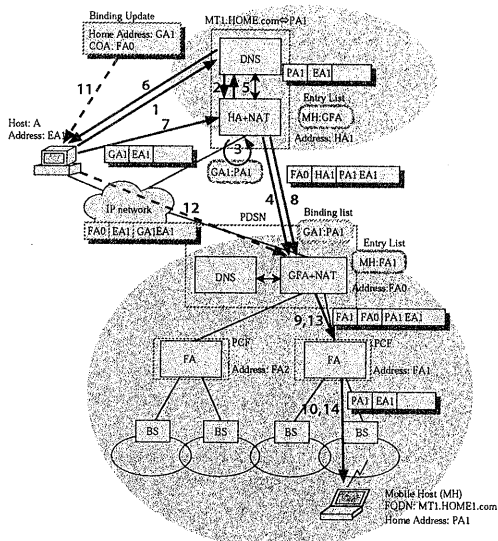 Binding Update
Home Address: GA1
COA: FA0
MT1.HOME.com⇔PA1
DNS
PA1 EA1
11
6
2
5
1
Entry List
MH:GFA
Host: A
Address: EA1
7
HA+NAT
Address: HA1
GA1 EA1
3
GA1:PA1
FA0 HA1 PA1 EA1
4
8
IP network
12
Binding list
GA1:PA1
FA0 EA1 GA1EA1
PDSN
Entry List
MH:FA1
DNS
GFA+NAT
Address:FA0
9,13
FA1 FA0 PA1 EA1
FA
PCF
FA
PCF
Address: FA2
Address: FA1
PA1 EA1
10, 14
BS
BS
BS
BS
Mobile Host (MH)
FQDN: MT1.HOME1.com
Home Address: PA1